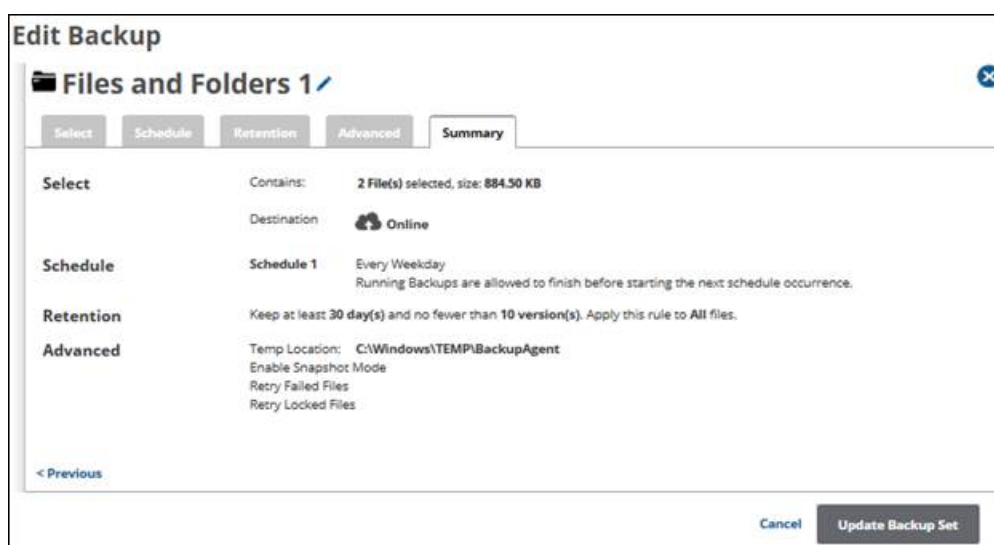 Edit Backup
Files and Folders 1
Select Schedule Retention Advanced Summary
Select Contains: 2 File(s) selected, size: 884.50 KB
Destination Online
Schedule Schedule 1 Every Weekday
Running Backups are allowed to finish before starting the next schedule occurrence.
Retention Keep at least 30 day(s) and no fewer than 10 version(s). Apply this rule to All files.
Advanced Temp Location: C:\Windows\TEMP\BackupAgent
Enable Snapshot Mode
Retry Failed Files
Retry Locked Files
< Previous
Cancel Update Backup Set